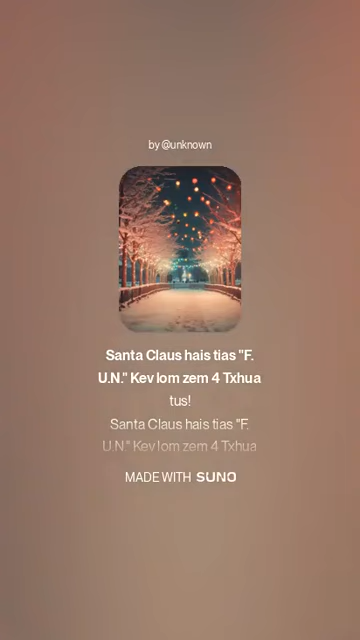 by @unknown
Santa Claus hais tias "F.
U.N." Kev lom zem 4 Txhua
tus!
Santa Claus hais tias "F.
U.N." Kev lom zem 4 Txhua
MADE WITH SUNO